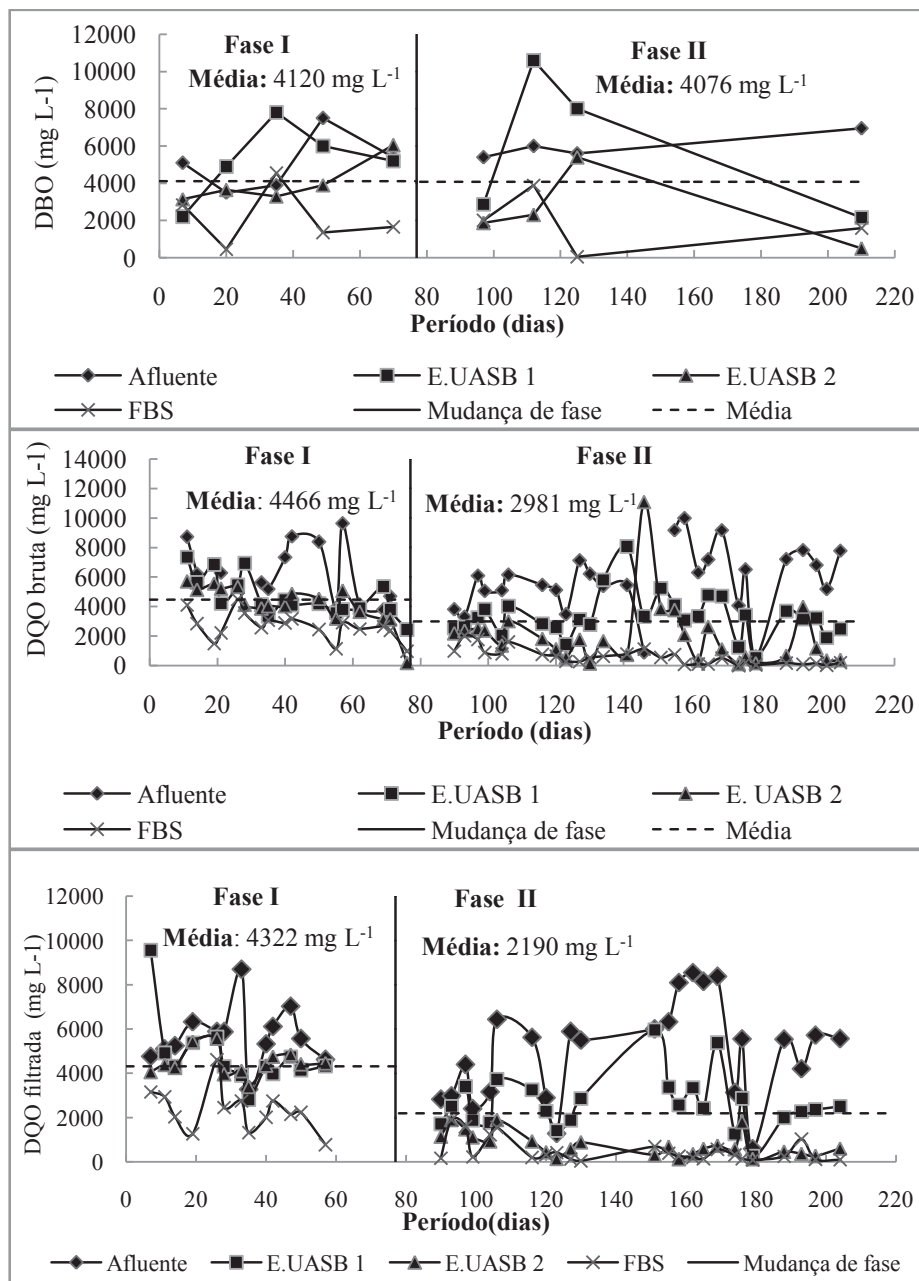 DBO (mg L-1)
12000
10000
8000
6000
4000
2000
0
Fase I
Média: 4120 mg L-1
Fase II
Média: 4076 mg L-1
0 20 40 60 80 100 120 140 160 180 200 220
Período (dias)
Afluente E.UASB 1 E.UASB 2
FBS Mudança de fase Média
DQO bruta (mg L-1)
14000
12000
10000
8000
6000
4000
2000
0
Fase I
Média: 4466 mg L-1
Fase II
Média: 2981 mg L-1
0 20 40 60 80 100 120 140 160 180 200 220
Período (dias)
Afluente E.UASB 1 E. UASB 2
FBS Mudança de fase Média
DQO filtrada (mg L-1)
12000
10000
8000
6000
4000
2000
0
Fase I
Média: 4322 mg L-1
Fase II
Média: 2190 mg L-1
0 20 40 60 80 100 120 140 160 180 200 220
Período(dias)
Afluente E.UASB 1 E.UASB 2 FBS Mudança de fase